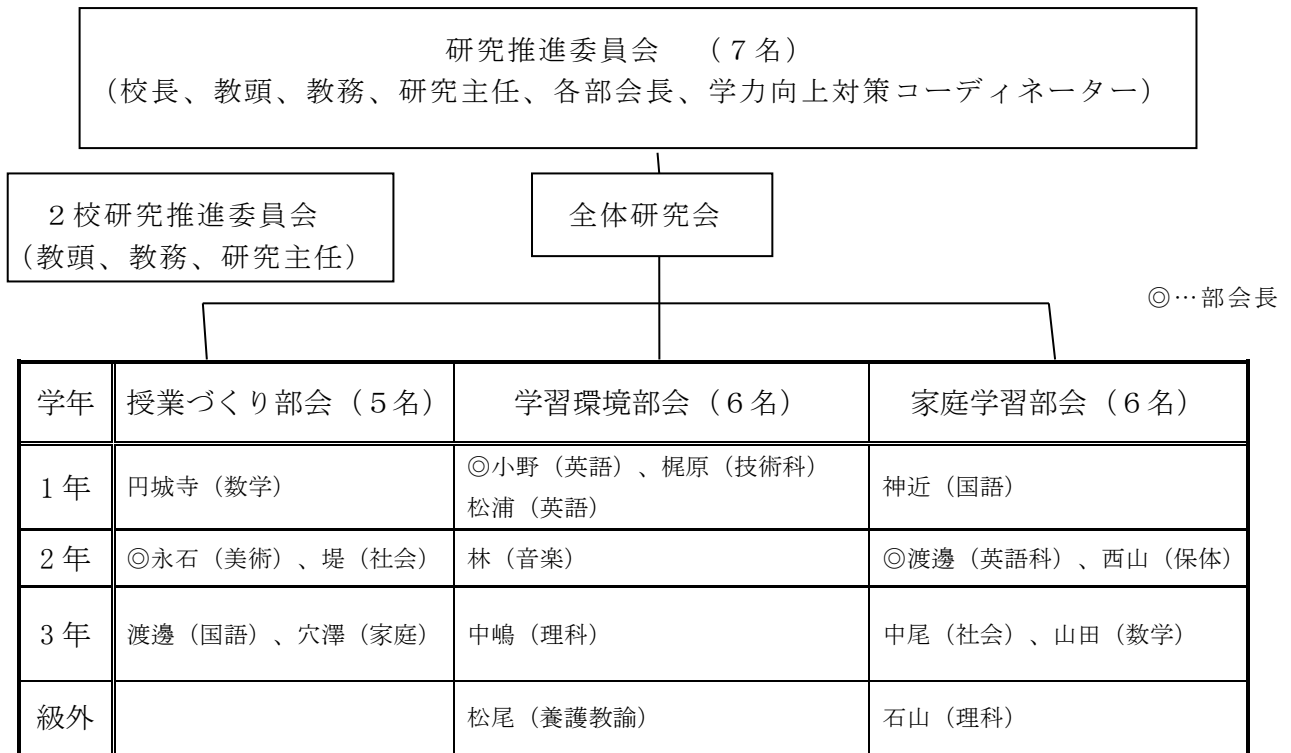 研究推進委員会　（７名）
（校長、教頭、教務、研究主任、各部会長、学力向上対策コーディネーター）
２校研究推進委員会
（教頭、教務、研究主任）
全体研究会
◎…部会長
学年 授業づくり部会（５名） 学習環境部会（６名） 家庭学習部会（６名）
１年 円城寺（数学） ◎小野（英語）、梶原（技術科） 神近（国語）
松浦（英語）
２年 ◎永石（美術）、堤（社会） 林（音楽） ◎渡邊（英語科）、西山（保体）
３年 渡邊（国語）、穴澤（家庭） 中嶋（理科） 中尾（社会）、山田（数学）
級外 松尾（養護教諭） 石山（理科）